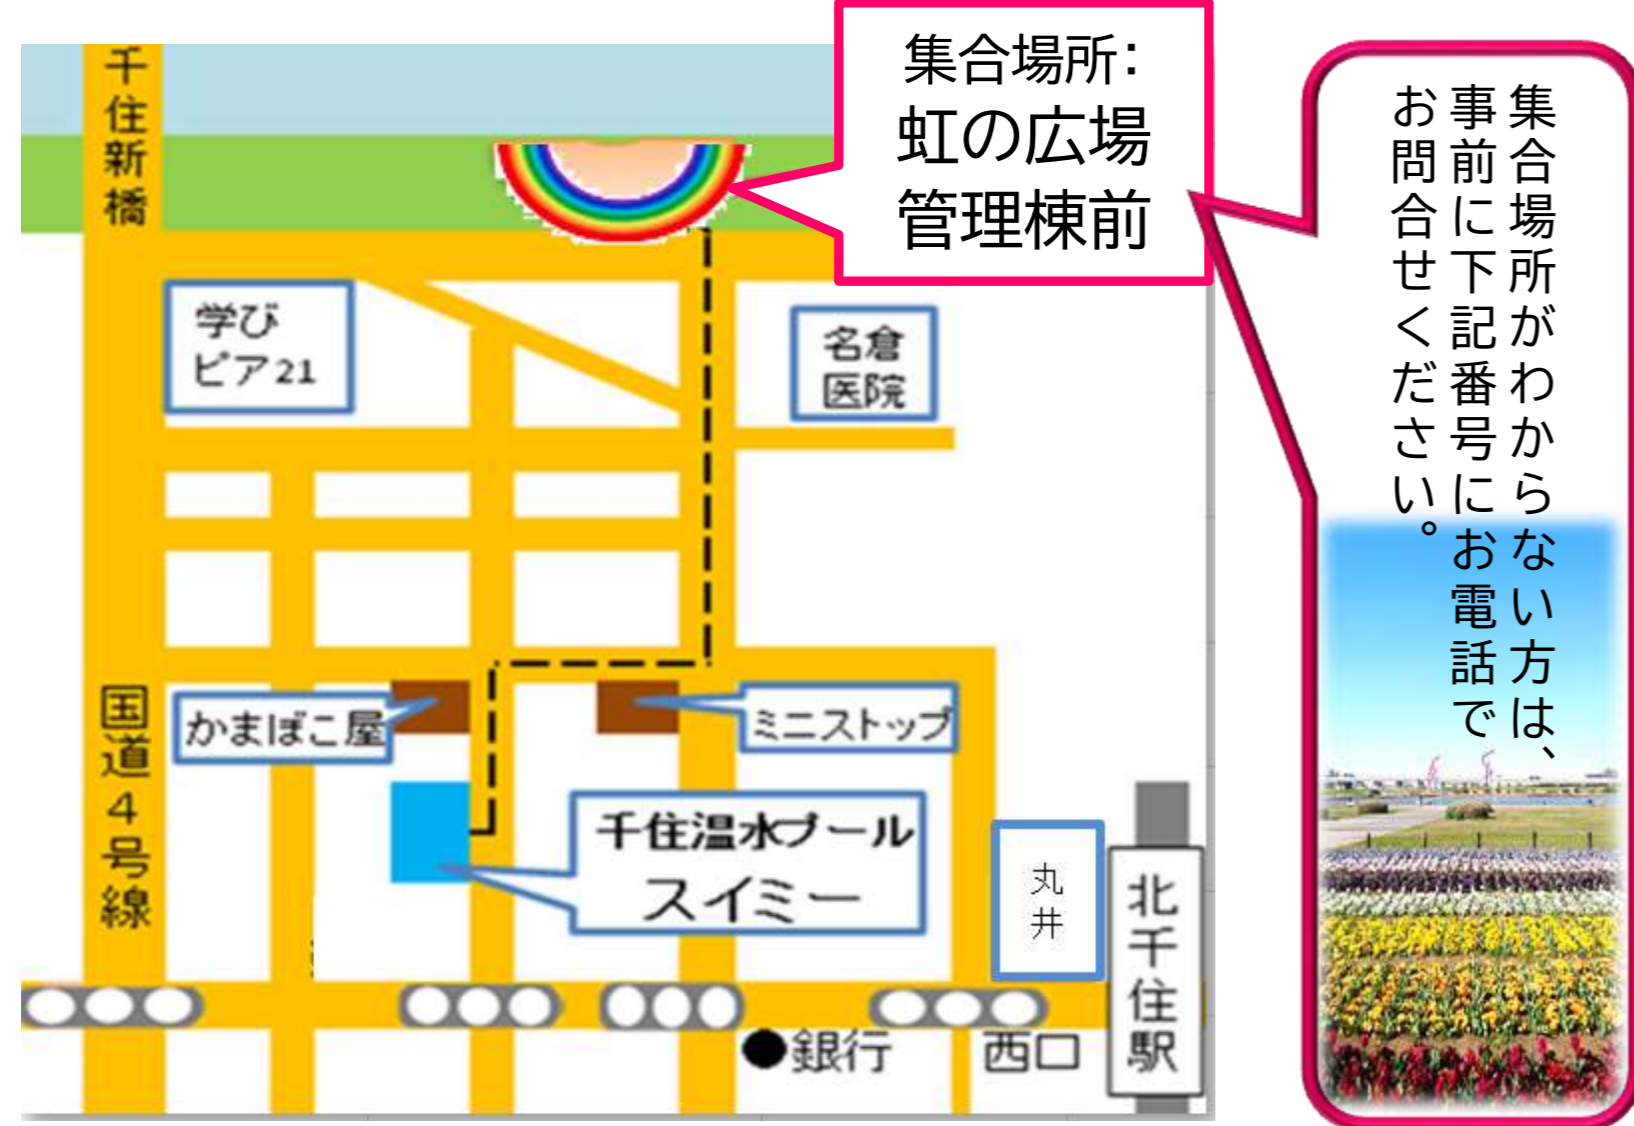 千住新橋
集合場所：
虹の広場
管理棟前
集合場所がわからない方は、
事前に下記番号にお電話で
お問合せください。
学び
ピア21
名倉
医院
国道4号線
かまぼこ屋
ミニストップ
千住温水プール
スイミー
丸井
北千住駅
●銀行
西口